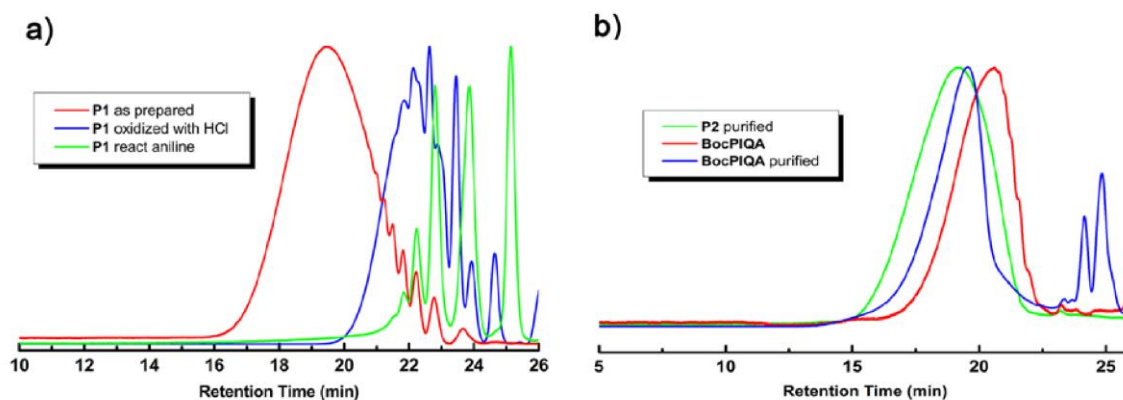 a)
P1 as prepared
P1 oxidized with HCl
P1 react aniline
10 12 14 16 18 20 22 24 26
Retention Time (min)
b)
P2 purified
BocPIQA
BocPIQA purified
5 10 15 20 25
Retention Time (min)